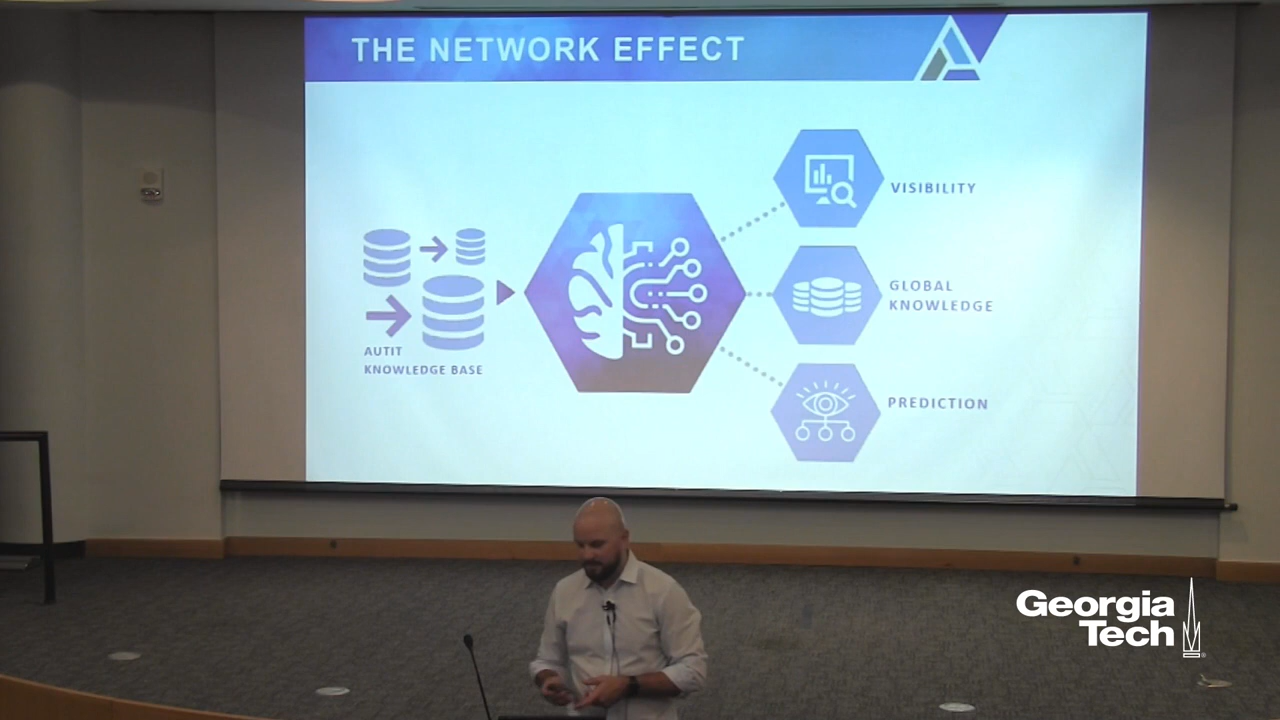 THE NETWORK EFFECT
VISIBILITY
GLOBAL
KNOWLEDGE
AUTIT
KNOWLEDGE BASE
PREDICTION
Georgia
Tech